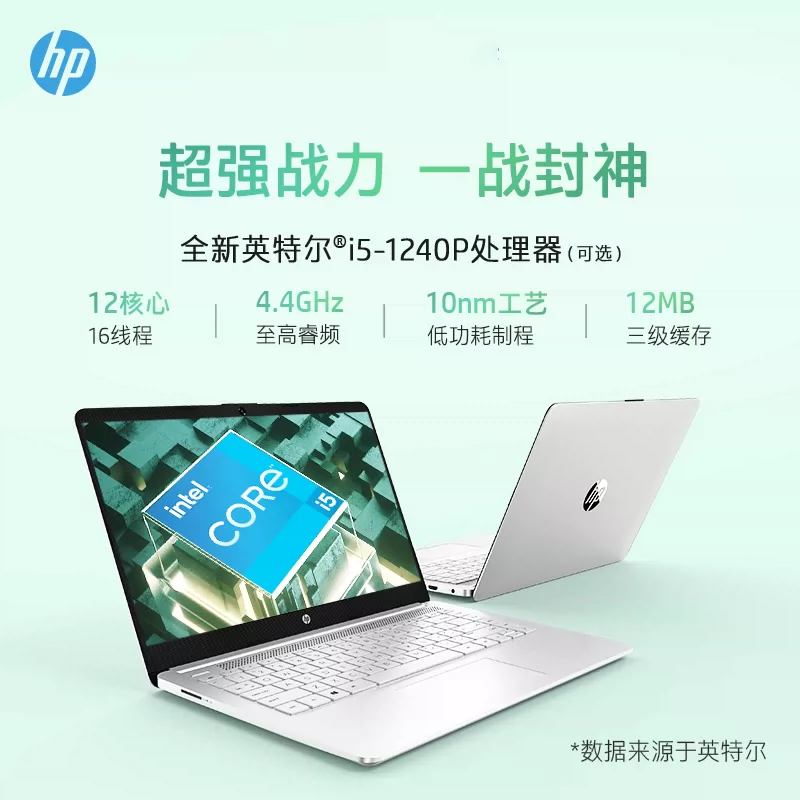 hp
超强战力 一战封神
全新英特尔®i5-1240P处理器(可选)
12核心
16线程
4.4GHz
至高睿频
10nm工艺
低功耗制程
12MB
三级缓存
intel
CORE
i5
hp
hp
*数据来源于英特尔